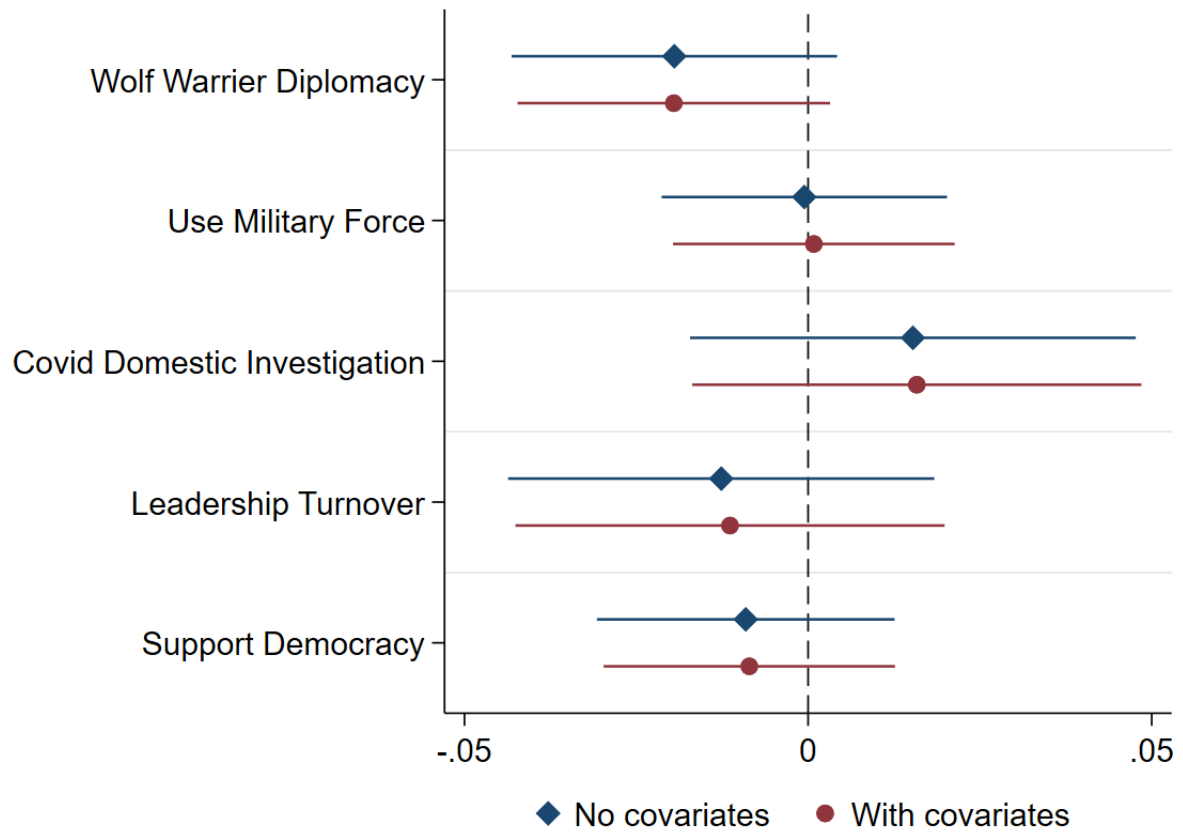 Wolf Warrier Diplomacy
Use Military Force
Covid Domestic Investigation
Leadership Turnover
Support Democracy
-.05 0 .05
No covariates With covariates